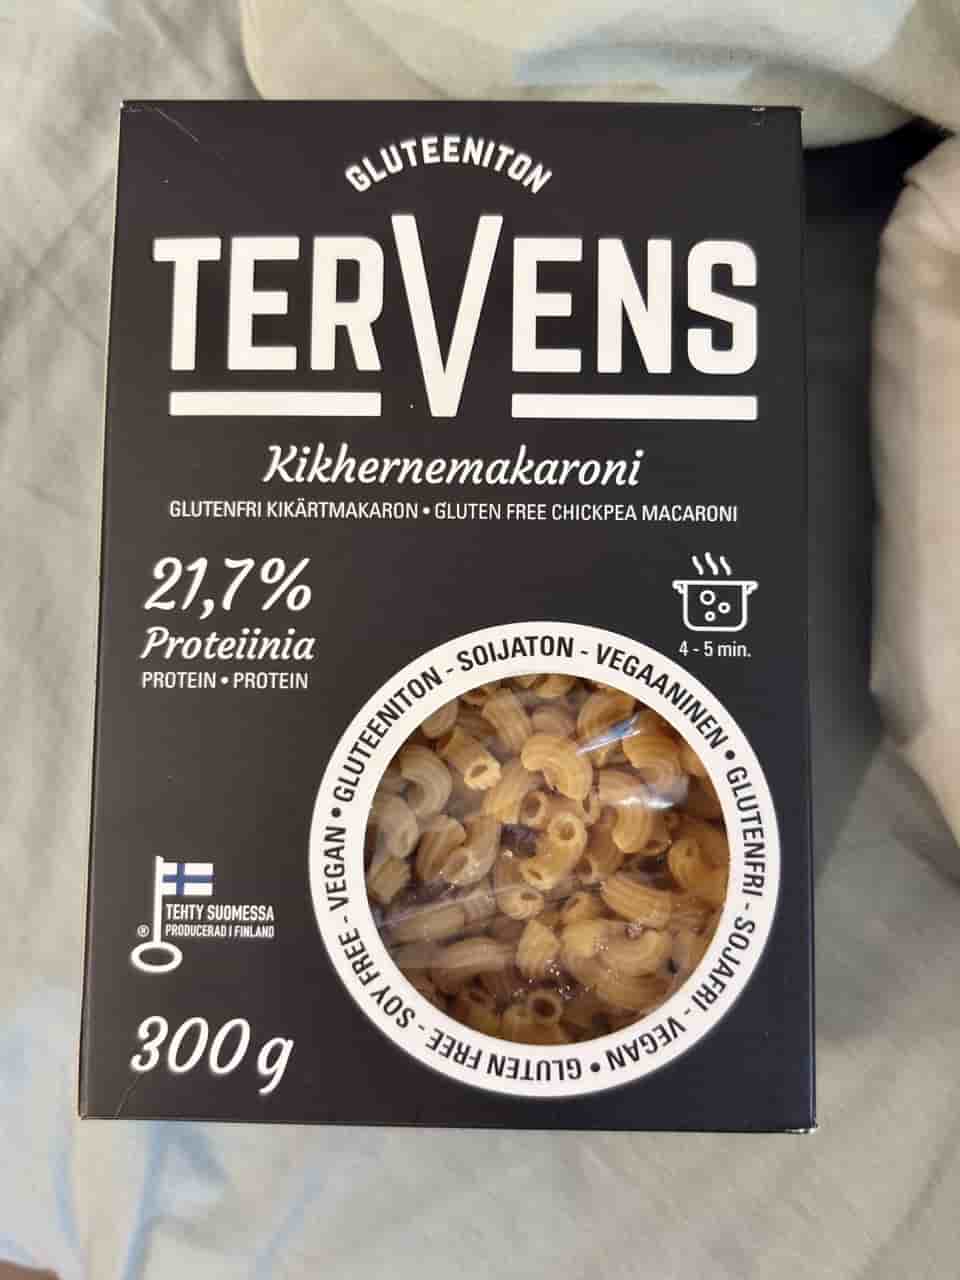 GLUTEENITON
TERVENS
Kikhernemakaroni
GLUTENFRI KIKÄRTMAKARON • GLUTEN FREE CHICKPEA MACARONI
21,7%
Proteiinia
PROTEIN • PROTEIN
4 - 5 min.
GLUTEENITON - SOIJATON - VEGAANINEN • GLUTENFRI - SOJAFRI - VEGAN • GLUTEN FREE - SOY FREE - VEGAN •
TEHTY SUOMESSA
® PRODUCERAD I FINLAND
300 g